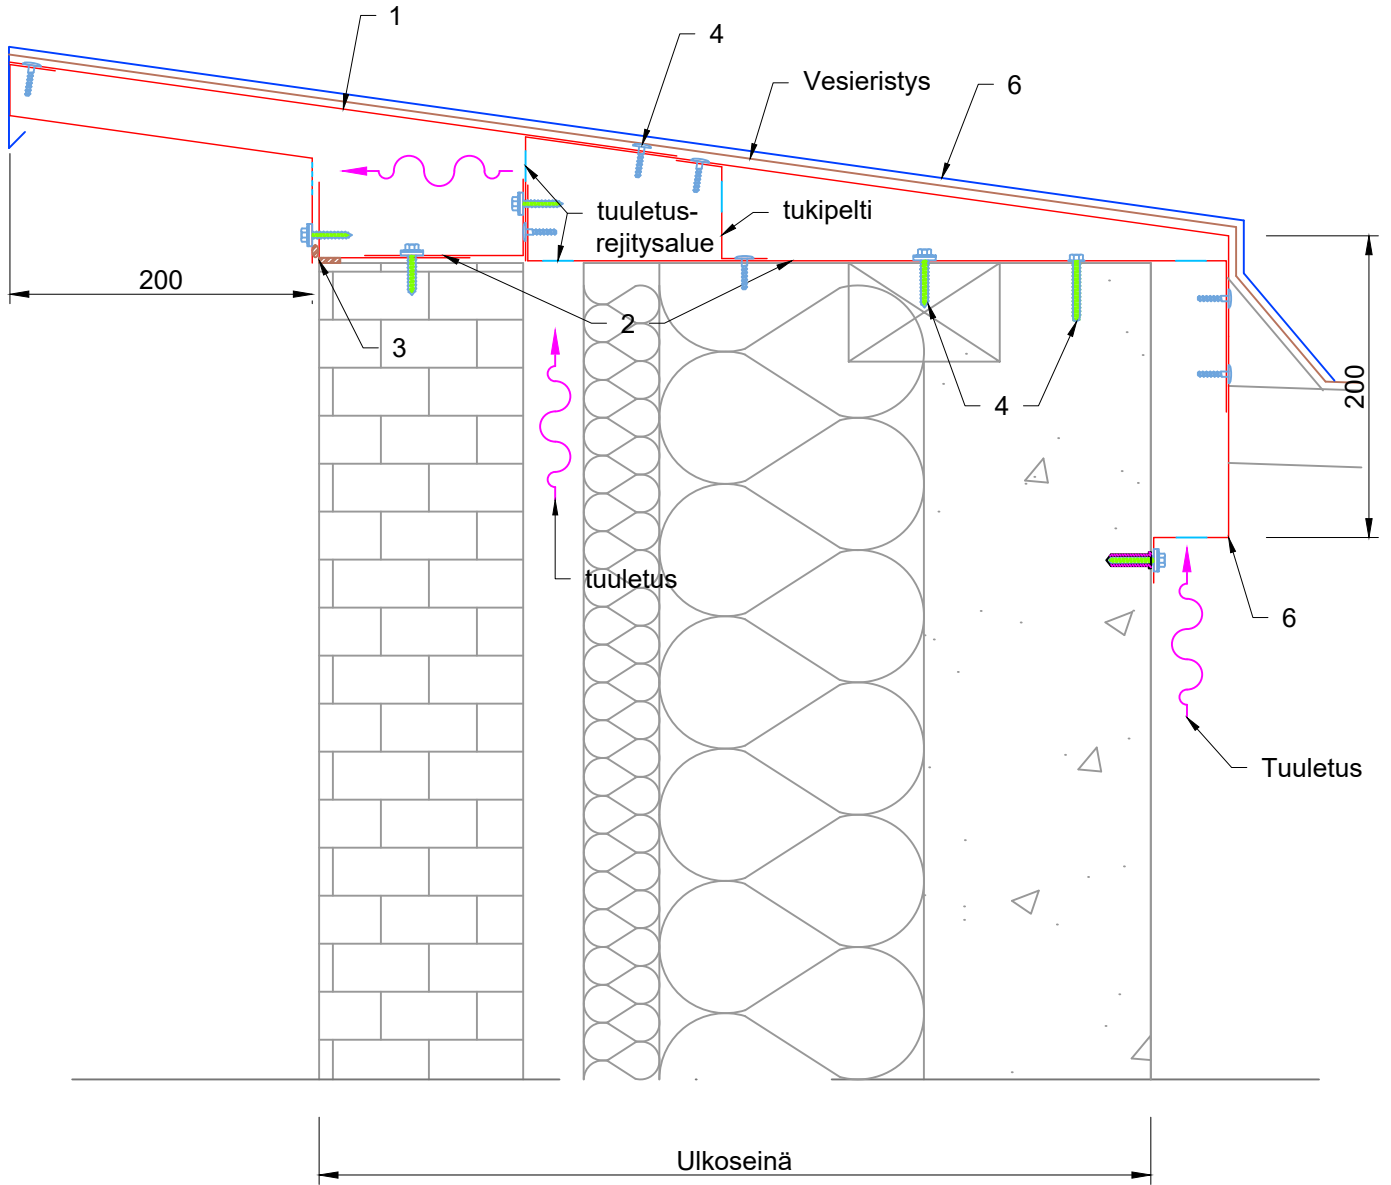 1
4
Vesieristys
6
tuuletus-
rejitysalue
tukipelti
200
2
3
200
4
tuuletus
6
Tuuletus
Ulkoseinä